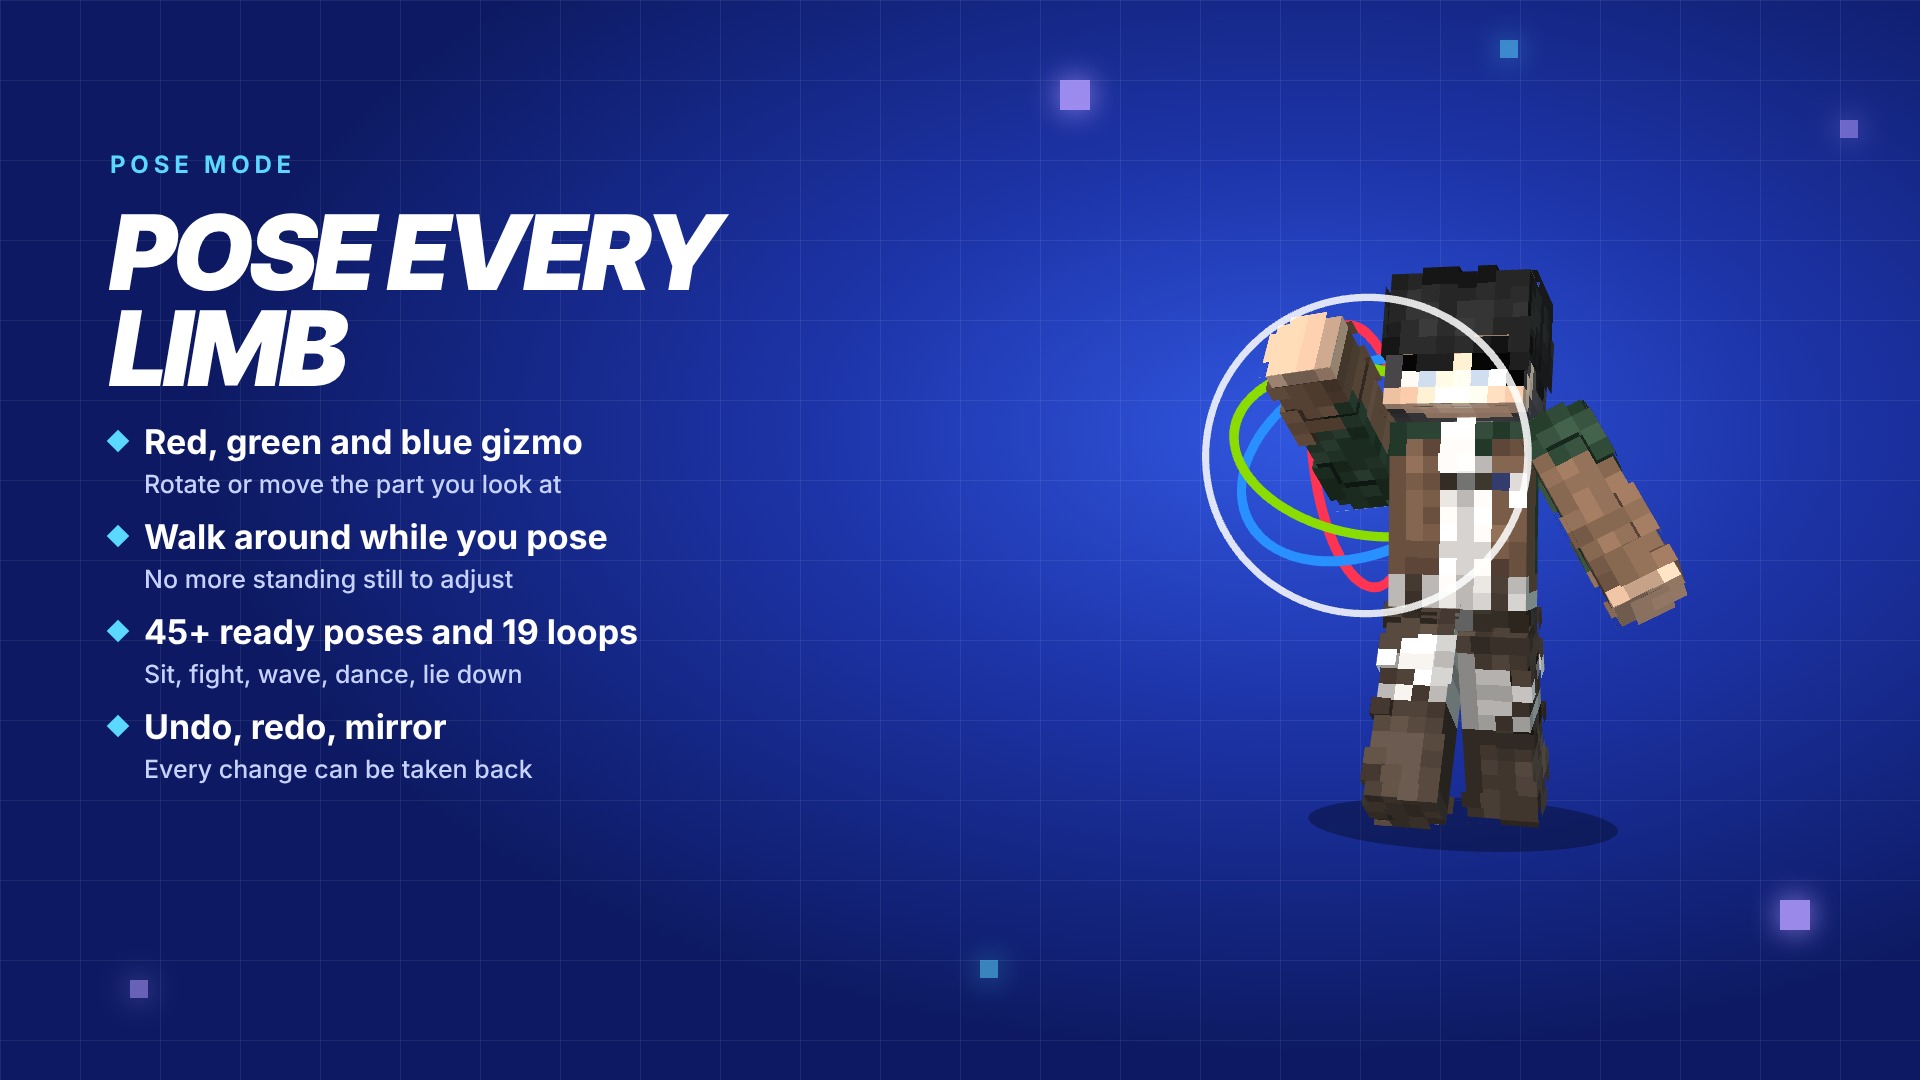 POSE MODE
POSE EVERY
LIMB
Red, green and blue gizmo
Rotate or move the part you look at
Walk around while you pose
No more standing still to adjust
45+ ready poses and 19 loops
Sit, fight, wave, dance, lie down
Undo, redo, mirror
Every change can be taken back